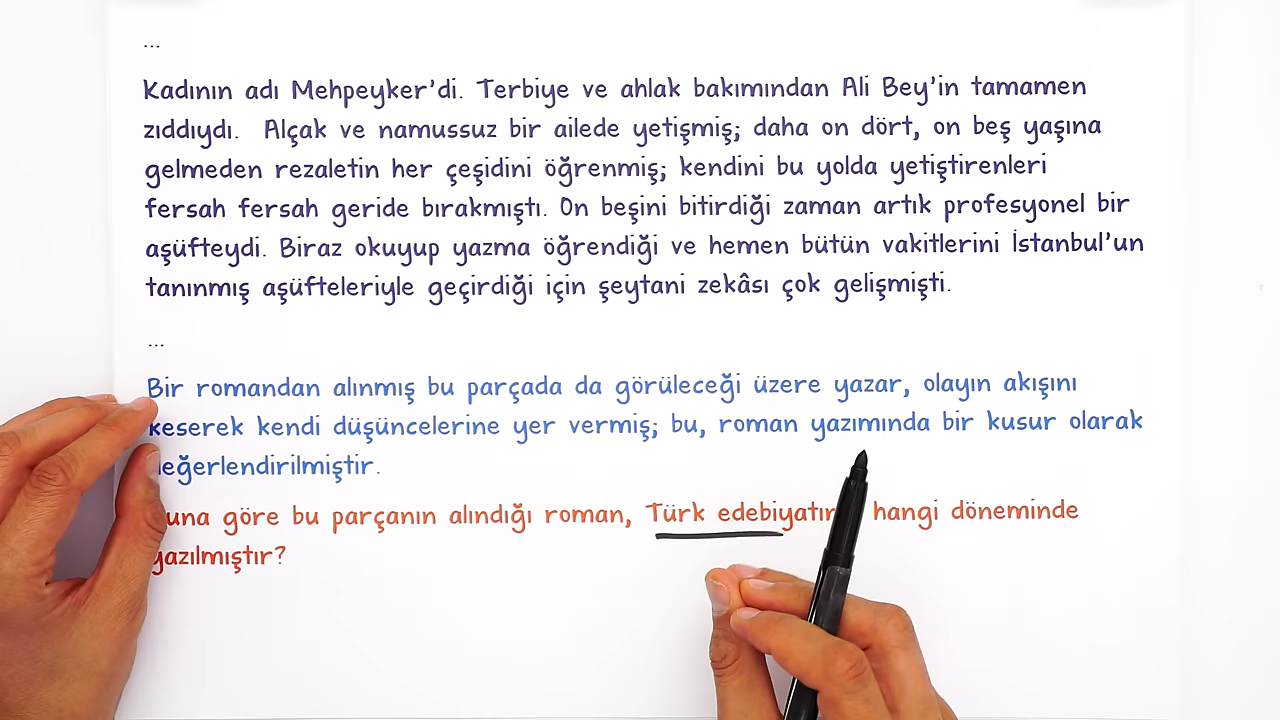 ...
Kadının adı Mehpeyker'di. Terbiye ve ahlak bakımından Ali Bey'in tamamen
zıddıydı. Alçak ve namussuz bir ailede yetişmiş; daha on dört, on beş yaşına
gelmeden rezaletin her çeşidini öğrenmiş; kendini bu yolda yetiştirenleri
fersah fersah geride bırakmıştı. On beşini bitirdiği zaman artık profesyonel bir
aşüfteydi. Biraz okuyup yazma öğrendiği ve hemen bütün vakitlerini İstanbul'un
tanınmış aşüfteleriyle geçirdiği için şeytani zekâsı çok gelişmişti.
...
Bir romandan alınmış bu parçada da görüleceği üzere yazar, olayın akışını
keserek kendi düşüncelerine yer vermiş; bu, roman yazımında bir kusur olarak
değerlendirilmiştir.
göre bu parçanın alındığı roman, Türk hangi döneminde
yazılmıştır?